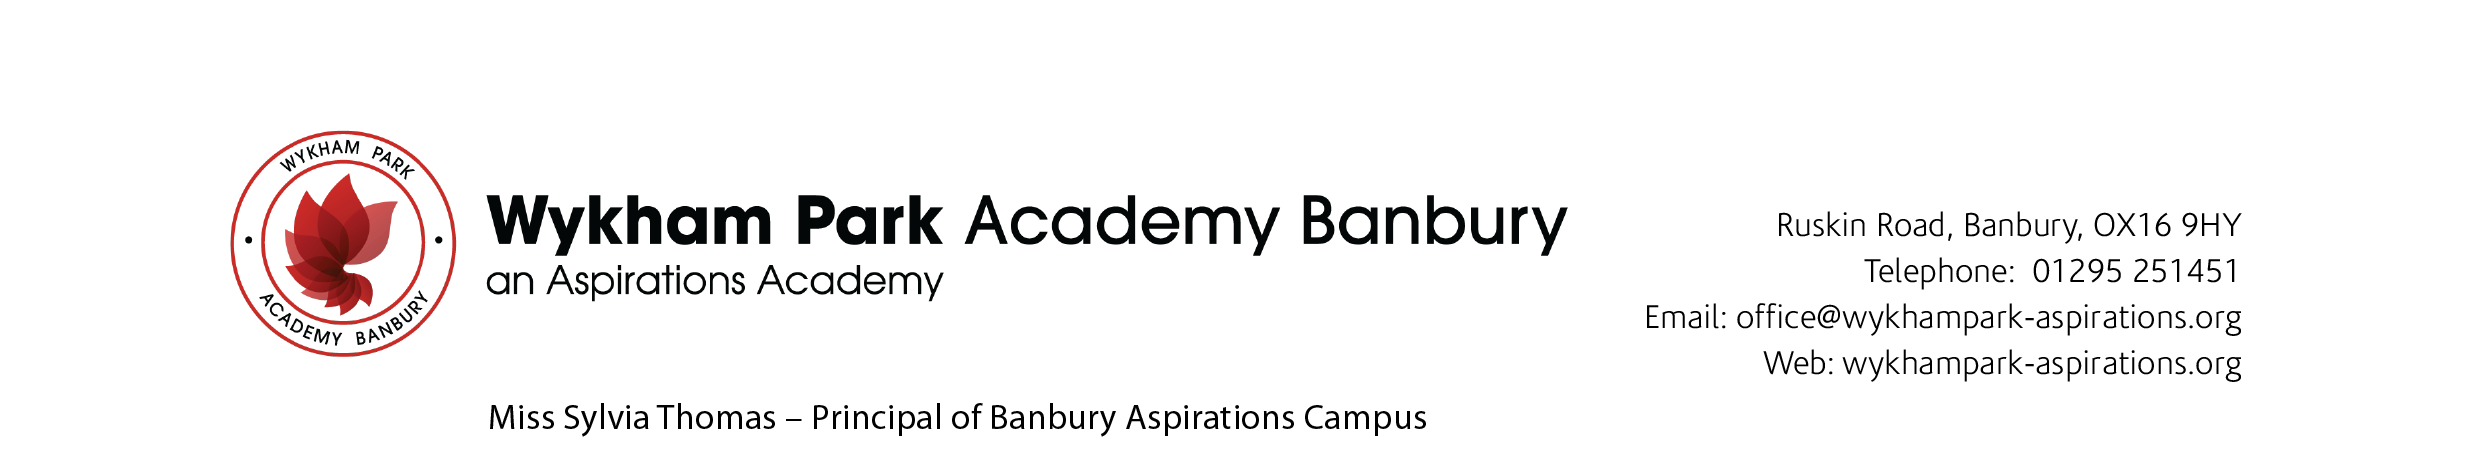 WYKHAM PARK
ACADEMY BANBURY
Wykham Park Academy Banbury
an Aspirations Academy
Ruskin Road, Banbury, OX16 9HY
Telephone: 01295 251451
Email: office@wykhampark-aspirations.org
Web: wykhampark-aspirations.org
Miss Sylvia Thomas – Principal of Banbury Aspirations Campus